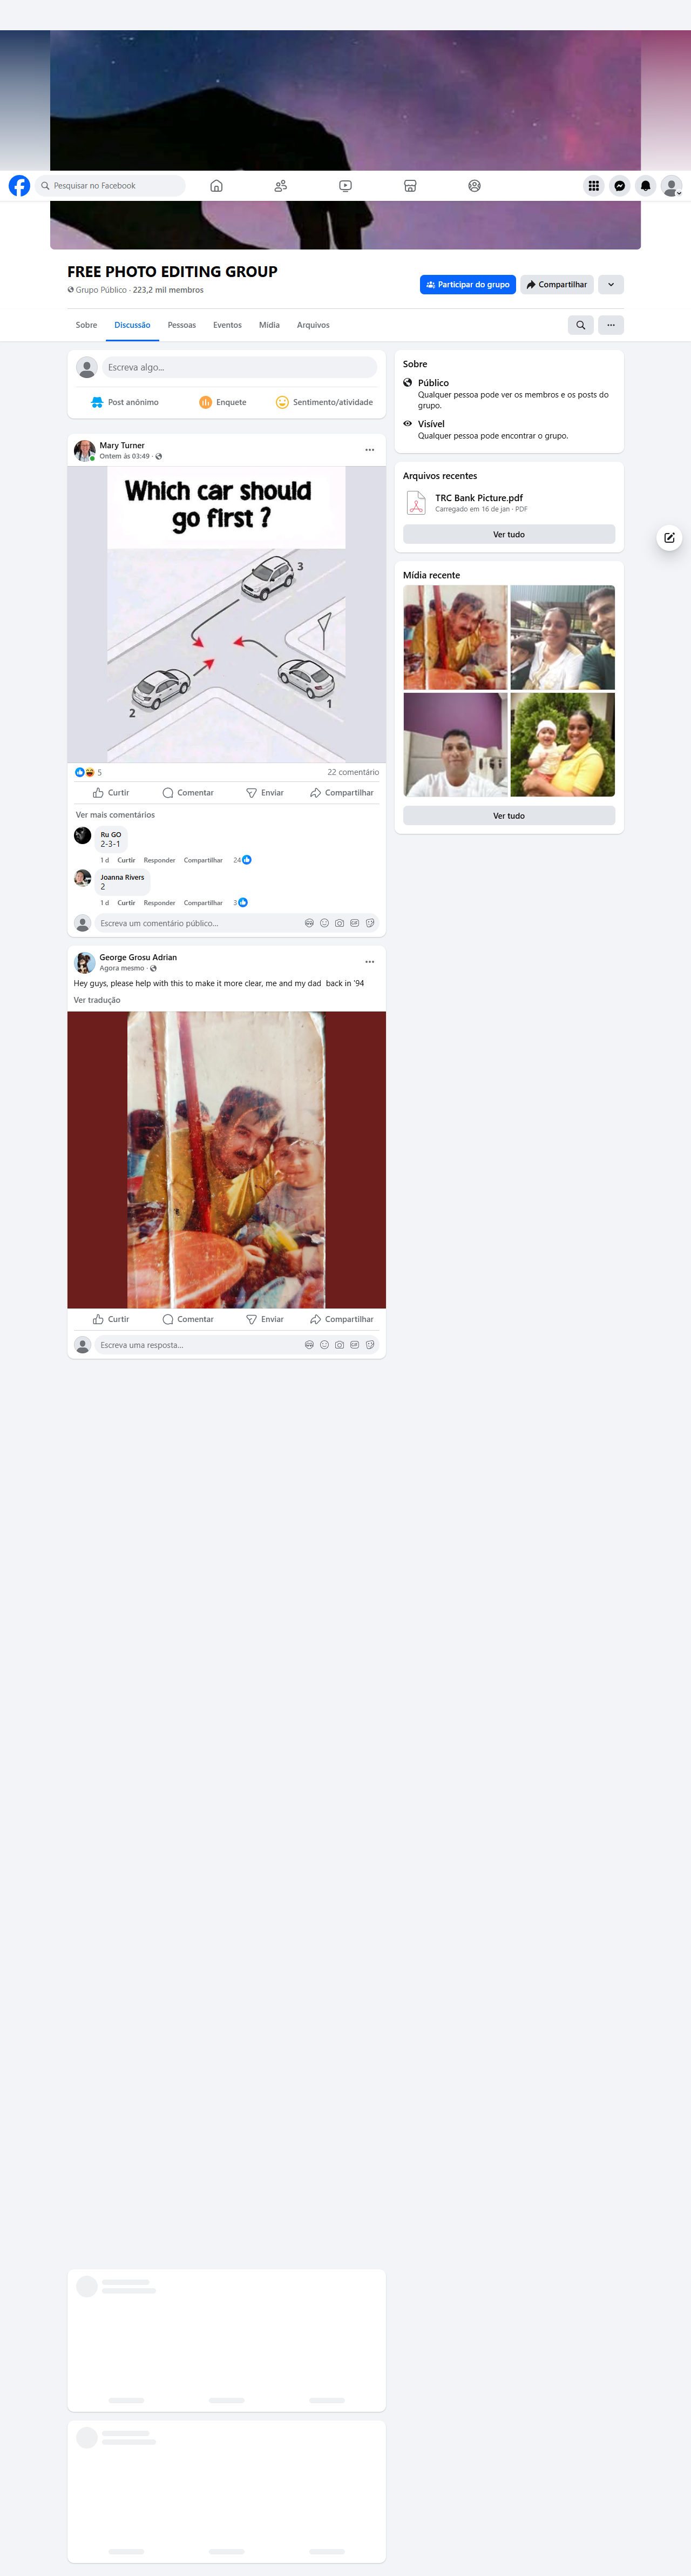 Pesquisar no Facebook
FREE PHOTO EDITING GROUP
Grupo Público · 223,2 mil membros
Participar do grupo
Compartilhar
Sobre
Discussão
Pessoas
Eventos
Mídia
Arquivos
Escreva algo...
Post anônimo
Enquete
Sentimento/atividade
Mary Turner
Ontem às 03:49 ·
Which car should
go first ?
3
2
1
5
22 comentário
Curtir
Comentar
Enviar
Compartilhar
Ver mais comentários
Ru GO
2-3-1
1 d Curtir Responder Compartilhar 24
Joanna Rivers
2
1 d Curtir Responder Compartilhar 3
Escreva um comentário público...
George Grosu Adrian
Agora mesmo ·
Hey guys, please help with this to make it more clear, me and my dad back in '94
Ver tradução
Curtir
Comentar
Enviar
Compartilhar
Escreva uma resposta...
Sobre
Público
Qualquer pessoa pode ver os membros e os posts do
grupo.
Visível
Qualquer pessoa pode encontrar o grupo.
Arquivos recentes
TRC Bank Picture.pdf
Carregado em 16 de jan · PDF
Ver tudo
Mídia recente
Ver tudo